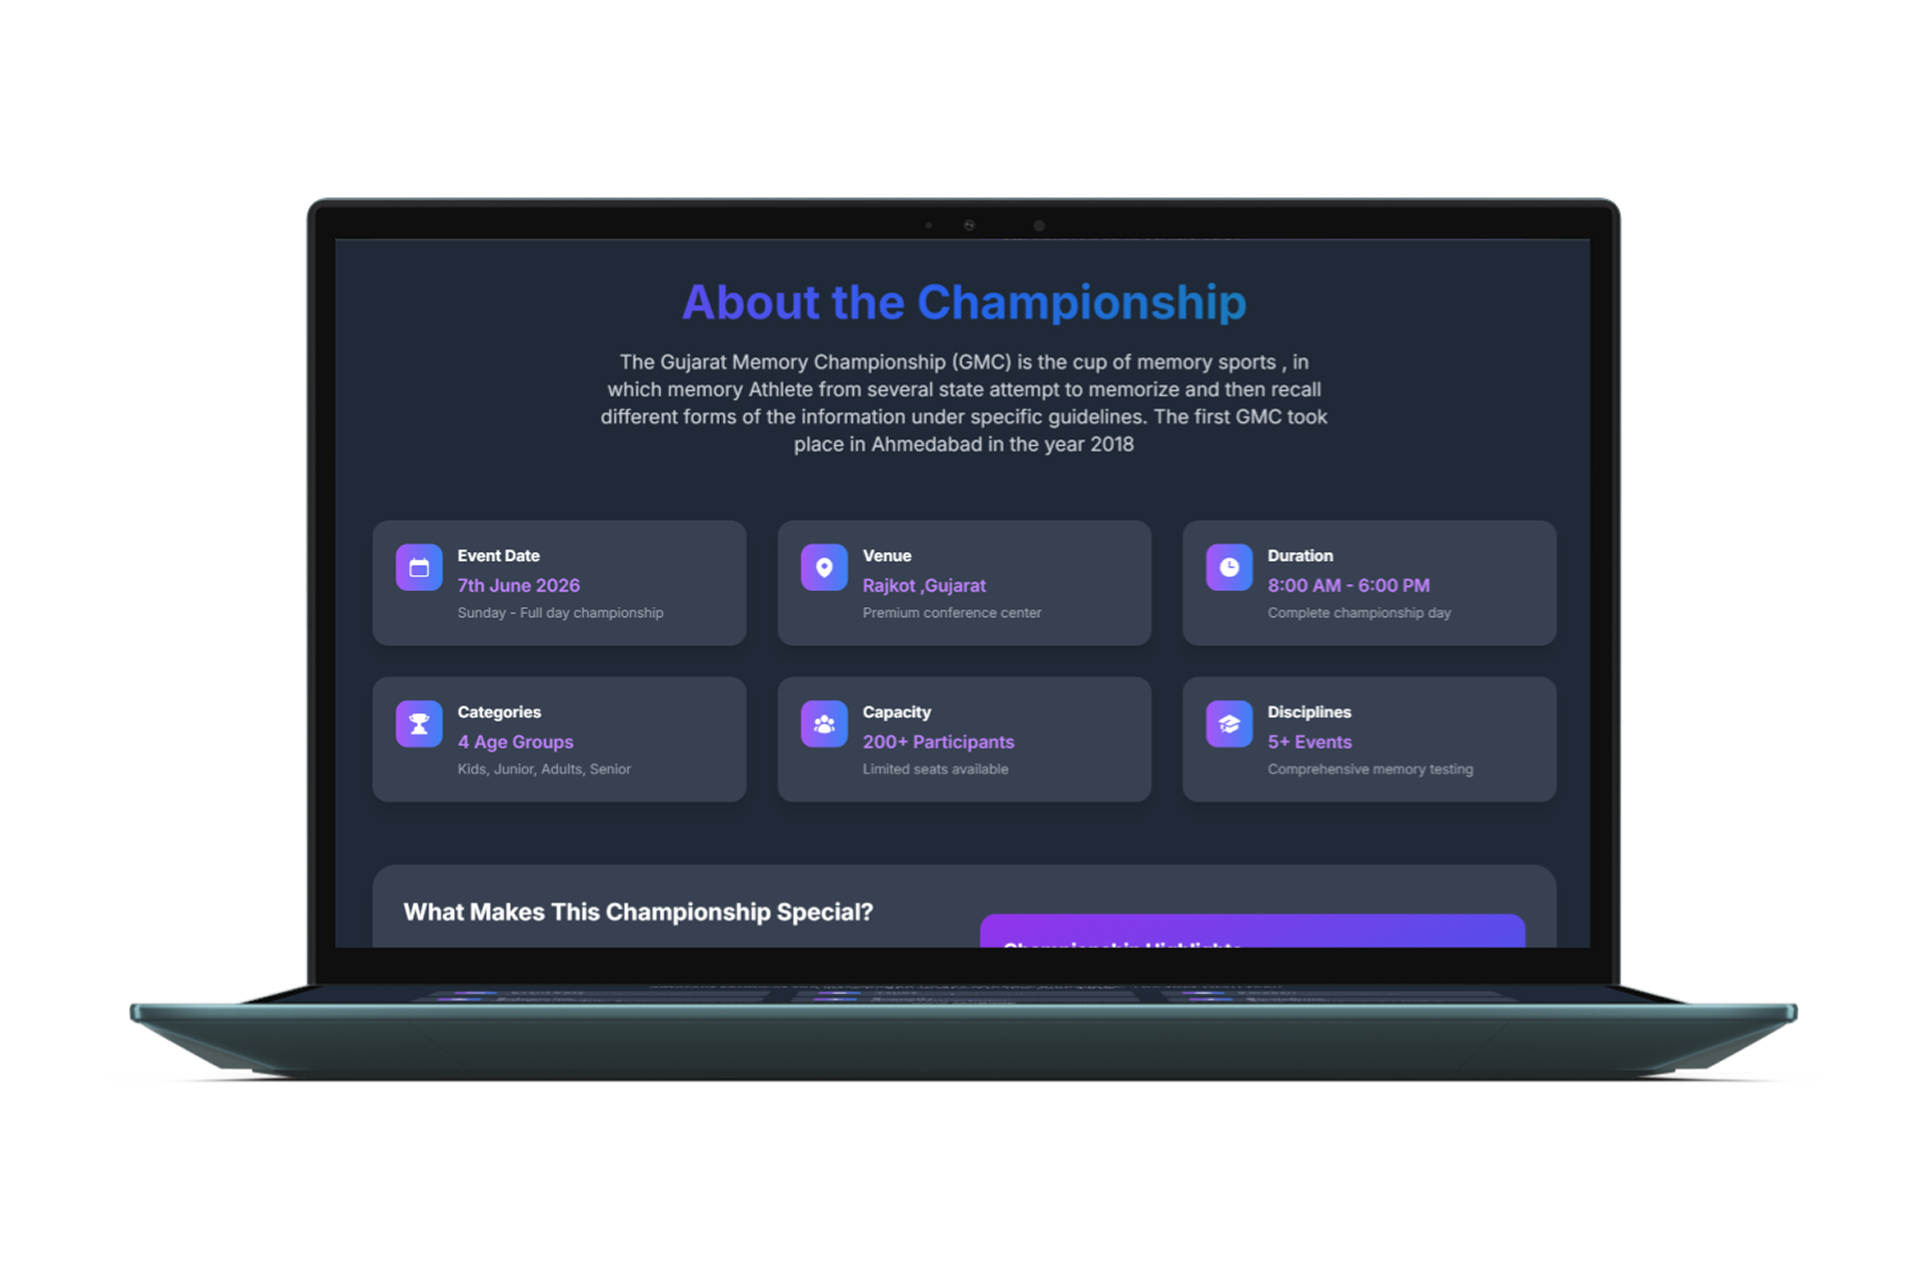 About the Championship
The Gujarat Memory Championship (GMC) is the cup of memory sports , in
which memory Athlete from several state attempt to memorize and then recall
different forms of the information under specific guidelines. The first GMC took
place in Ahmedabad in the year 2018
Event Date
7th June 2026
Sunday - Full day championship
Venue
Rajkot ,Gujarat
Premium conference center
Duration
8:00 AM - 6:00 PM
Complete championship day
Categories
4 Age Groups
Kids, Junior, Adults, Senior
Capacity
200+ Participants
Limited seats available
Disciplines
5+ Events
Comprehensive memory testing
What Makes This Championship Special?
Championship Highlights